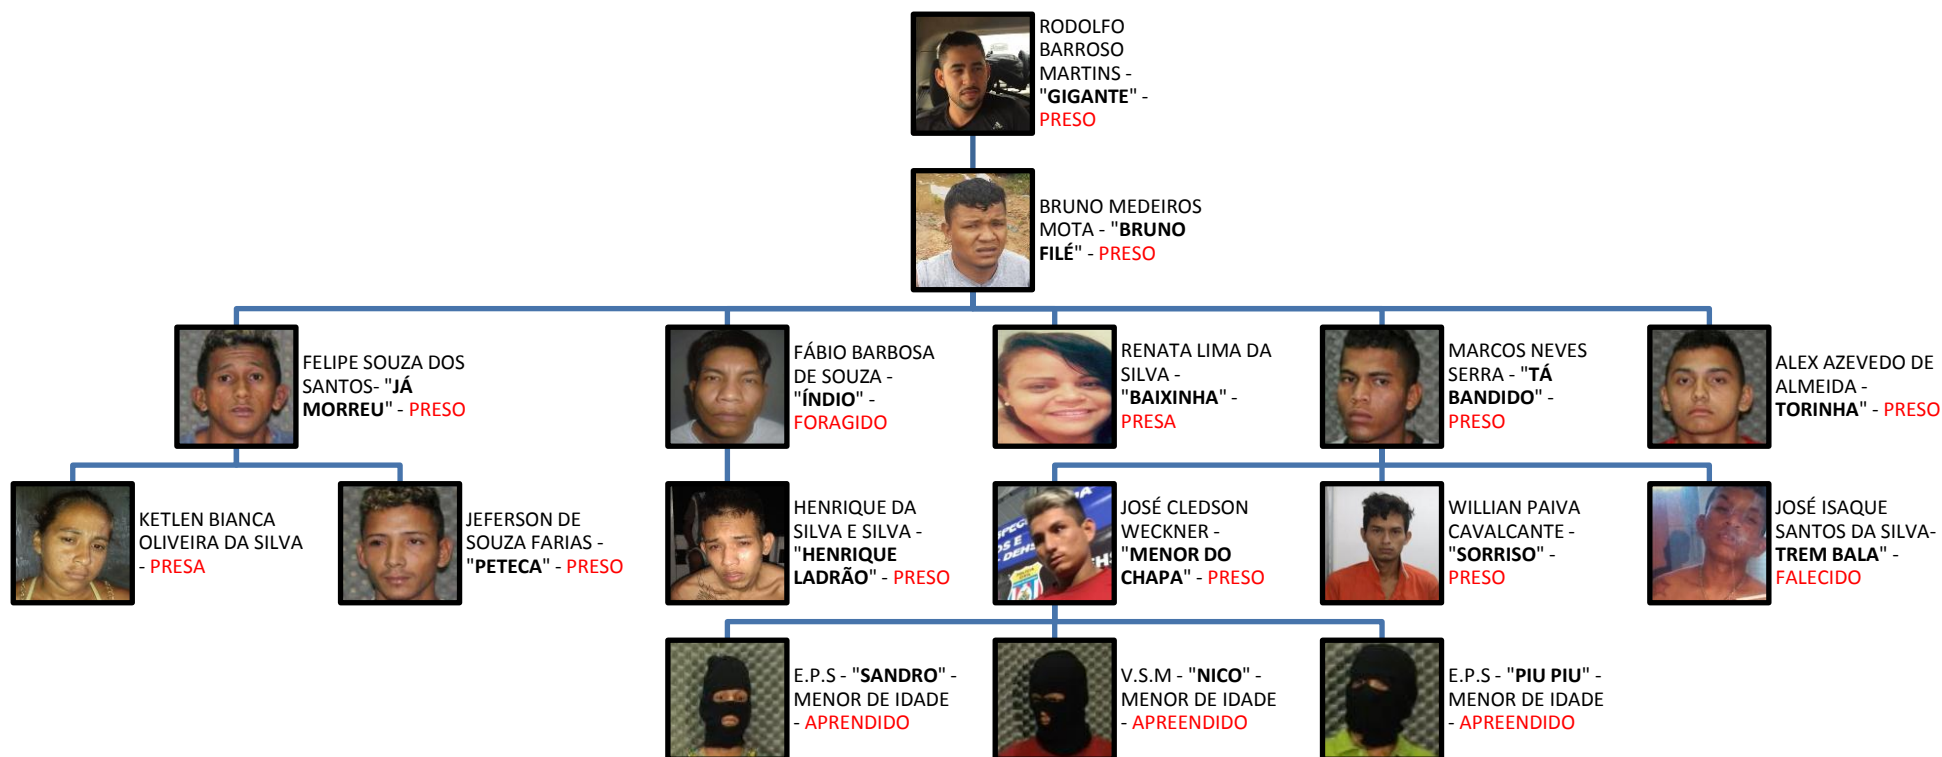 RODOLFO
BARROSO
MARTINS -
"GIGANTE" -
PRESO
BRUNO MEDEIROS
MOTA - "BRUNO
FILÉ" - PRESO
FELIPE SOUZA DOS
SANTOS- "JÁ
MORREU" - PRESO
FÁBIO BARBOSA
DE SOUZA -
"ÍNDIO" -
FORAGIDO
RENATA LIMA DA
SILVA -
"BAIXINHA" -
PRESA
MARCOS NEVES
SERRA - "TÁ
BANDIDO" -
PRESO
ALEX AZEVEDO DE
ALMEIDA -
TORINHA" - PRESO
KETLEN BIANCA
OLIVEIRA DA SILVA
- PRESA
JEFERSON DE
SOUZA FARIAS -
"PETECA" - PRESO
HENRIQUE DA
SILVA E SILVA -
"HENRIQUE
LADRÃO" - PRESO
JOSÉ CLEDSON
WECKNER -
"MENOR DO
CHAPA" - PRESO
WILLIAN PAIVA
CAVALCANTE -
"SORRISO" -
PRESO
JOSÉ ISAQUE
SANTOS DA SILVA-
TREM BALA" -
FALECIDO
E.P.S - "SANDRO" -
MENOR DE IDADE
- APRENDIDO
V.S.M - "NICO" -
MENOR DE IDADE
- APREENDIDO
E.P.S - "PIU PIU" -
MENOR DE IDADE
- APREENDIDO